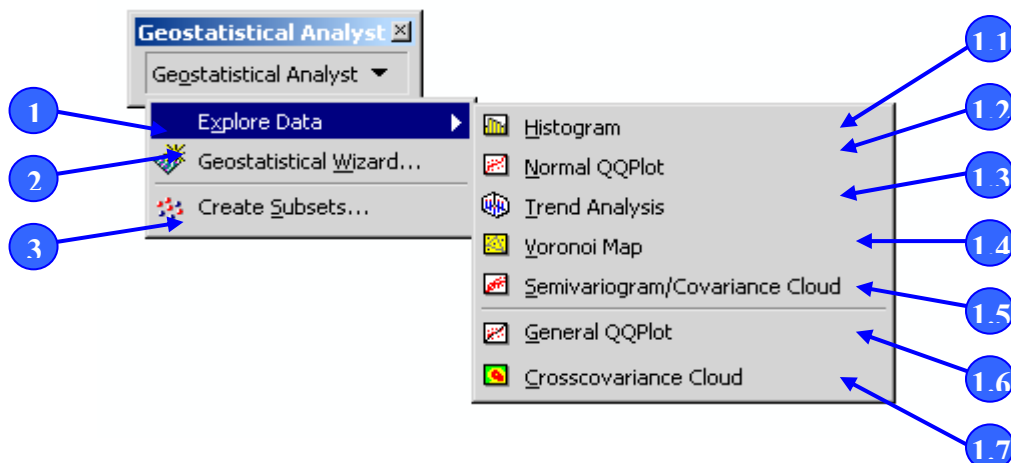 Geostatistical Analyst
Geostatistical Analyst
1
Explore Data
2
Geostatistical Wizard...
3
Create Subsets...
1.1
Histogram
1.2
Normal QQPlot
1.3
Trend Analysis
1.4
Voronoi Map
1.5
Semivariogram/Covariance Cloud
1.6
General QQPlot
1.7
Crosscovariance Cloud